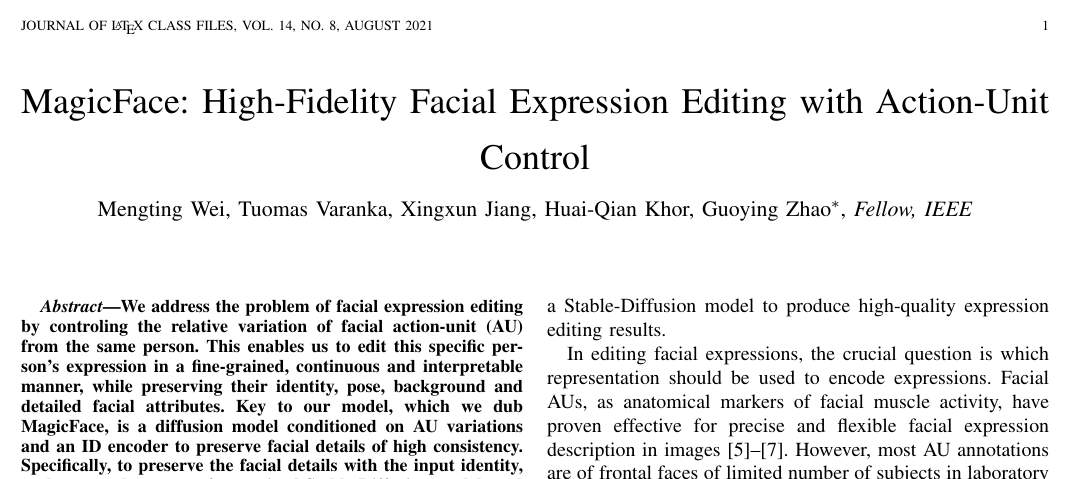 JOURNAL OF LATEX CLASS FILES, VOL. 14, NO. 8, AUGUST 2021
1
MagicFace: High-Fidelity Facial Expression Editing with Action-Unit
Control
Mengting Wei, Tuomas Varanka, Xingxun Jiang, Huai-Qian Khor, Guoying Zhao*, Fellow, IEEE
Abstract—We address the problem of facial expression editing
by controling the relative variation of facial action-unit (AU)
from the same person. This enables us to edit this specific per-
son's expression in a fine-grained, continuous and interpretable
manner, while preserving their identity, pose, background and
detailed facial attributes. Key to our model, which we dub
MagicFace, is a diffusion model conditioned on AU variations
and an ID encoder to preserve facial details of high consistency.
Specifically, to preserve the facial details with the input identity,
a Stable-Diffusion model to produce high-quality expression
editing results.
In editing facial expressions, the crucial question is which
representation should be used to encode expressions. Facial
AUs, as anatomical markers of facial muscle activity, have
proven effective for precise and flexible facial expression
description in images [5]–[7]. However, most AU annotations
are of frontal faces of limited number of subjects in laboratory